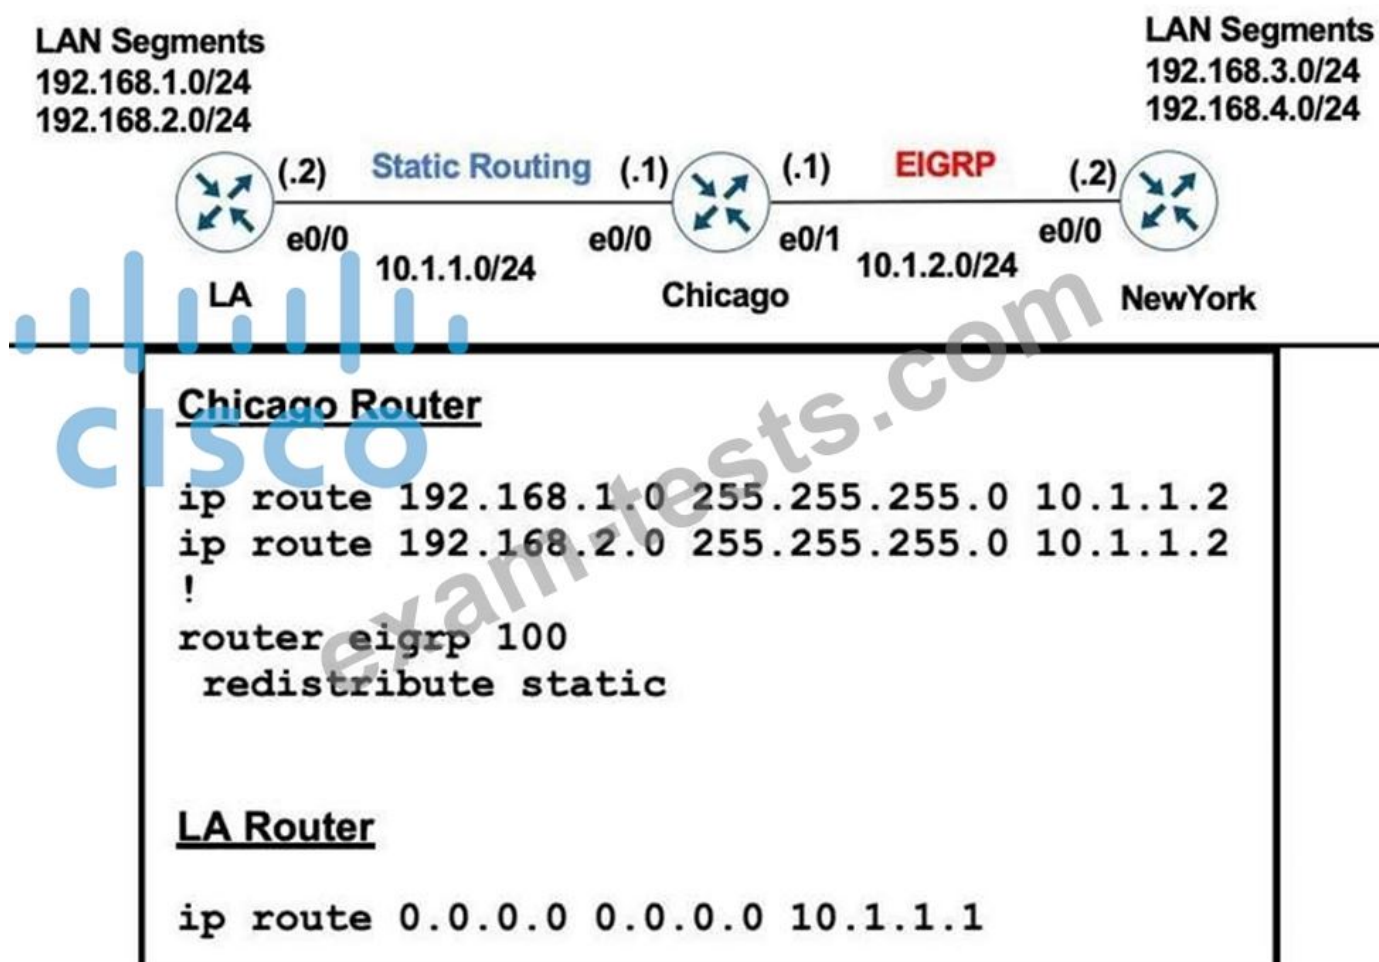 LAN Segments
192.168.1.0/24
192.168.2.0/24
LAN Segments
192.168.3.0/24
192.168.4.0/24
(.2)
Static Routing
(.1)
(.1)
EIGRP
(.2)
e0/0
10.1.1.0/24
e0/0
e0/1
10.1.2.0/24
e0/0
LA
Chicago
NewYork
CISCO
exam-tests.com
Chicago Router
ip route 192.168.1.0 255.255.255.0 10.1.1.2
ip route 192.168.2.0 255.255.255.0 10.1.1.2
!
router eigrp 100
redistribute static
LA Router
ip route 0.0.0.0 0.0.0.0 10.1.1.1